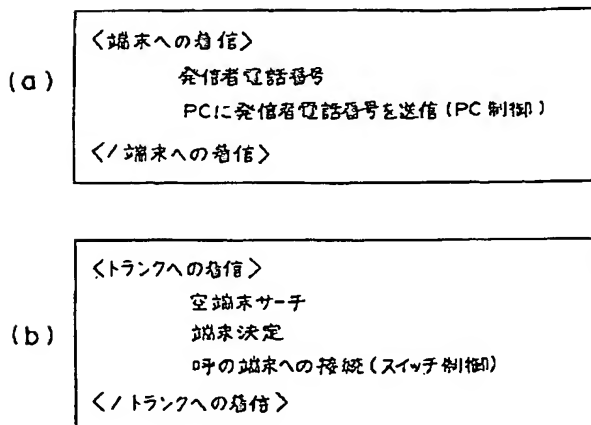 (a)
<端末への着信>
発信者電話番号
PCに発信者電話番号を送信(PC制御)
</端末への着信>
(b)
<トランクへの着信>
空端末サーチ
端末決定
呼の端末への接続(スイッチ制御)
</トランクへの着信>